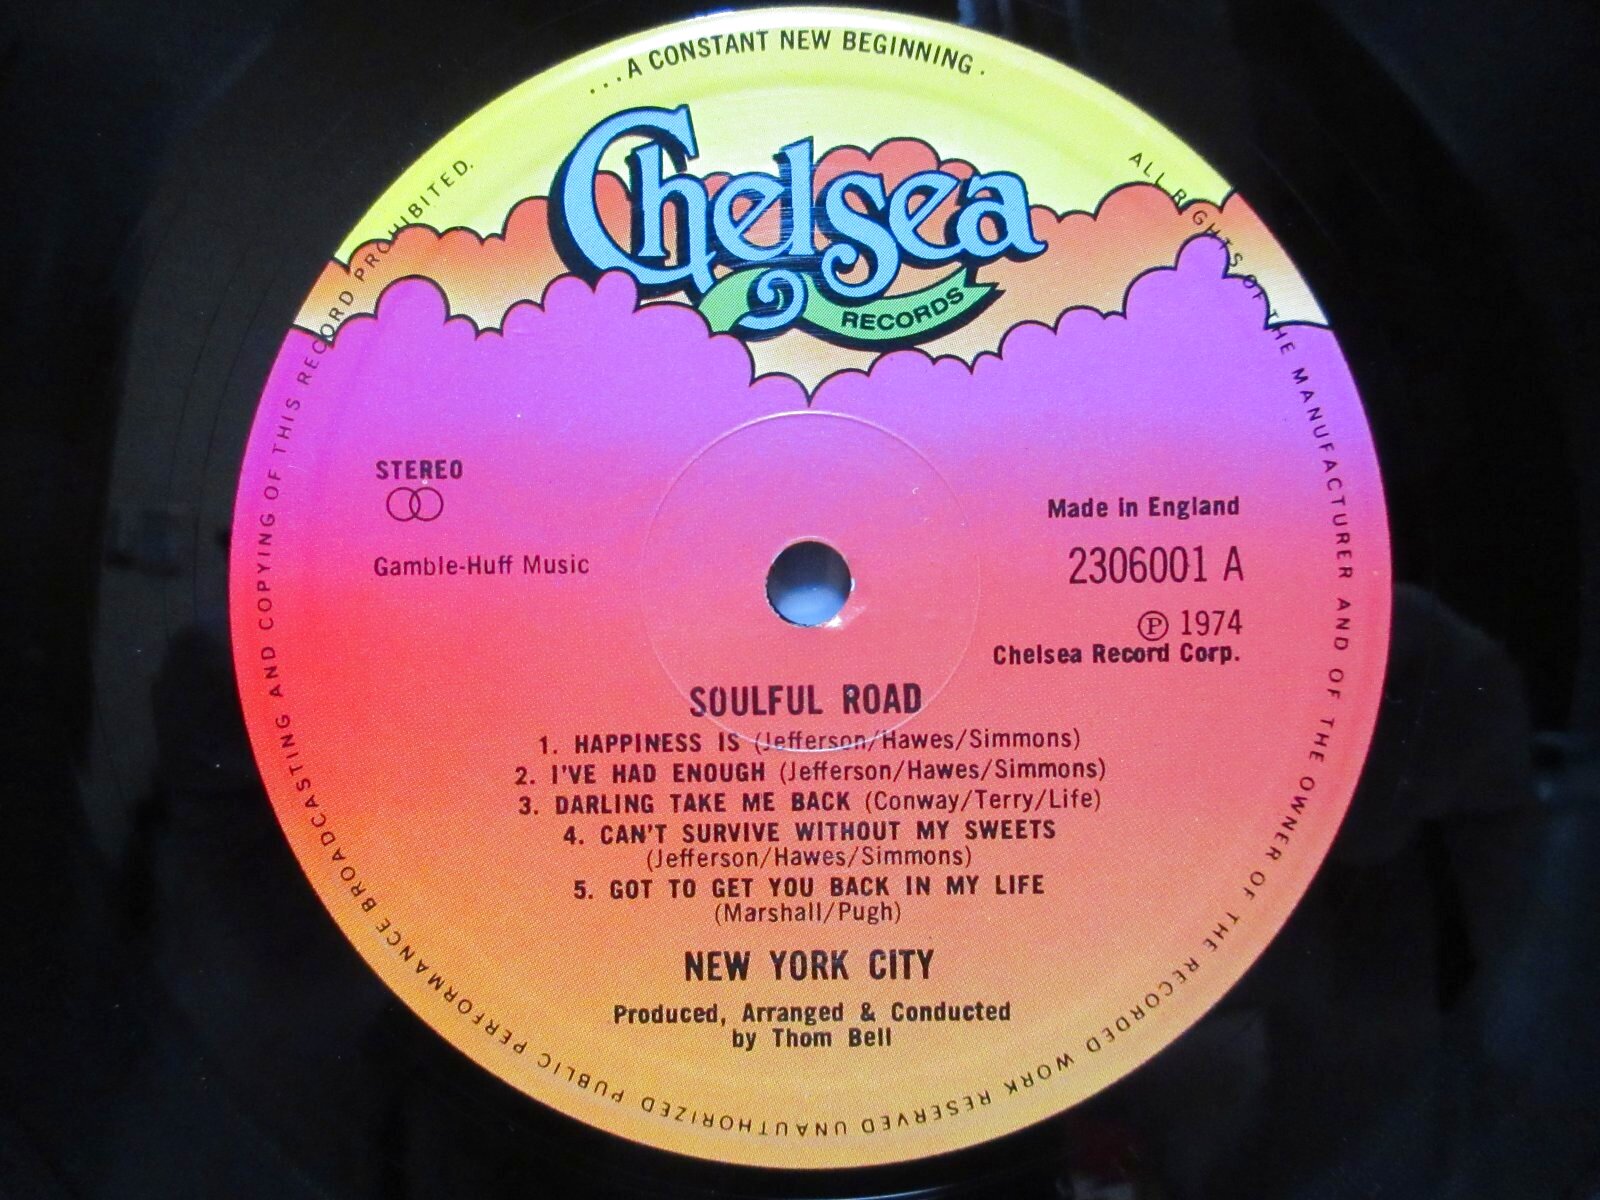 ...A CONSTANT NEW BEGINNING.
Chelsea
RECORDS
STEREO
Gamble-Huff Music
Made in England
2306001 A
Ⓟ 1974
Chelsea Record Corp.
SOULFUL ROAD
1. HAPPINESS IS (Jefferson/Hawes/Simmons)
2. I'VE HAD ENOUGH (Jefferson/Hawes/Simmons)
3. DARLING TAKE ME BACK (Conway/Terry/Life)
4. CAN'T SURVIVE WITHOUT MY SWEETS
(Jefferson/Hawes/Simmons)
5. GOT TO GET YOU BACK IN MY LIFE
(Marshall/Pugh)
NEW YORK CITY
Produced, Arranged & Conducted
by Thom Bell
ALL RIGHTS OF THE MANUFACTURER AND OF THE OWNER OF THE RECORDED WORK RESERVED UNAUTHORIZED PUBLIC PERFORMANCE BROADCASTING AND COPYING OF THIS RECORD PROHIBITED.